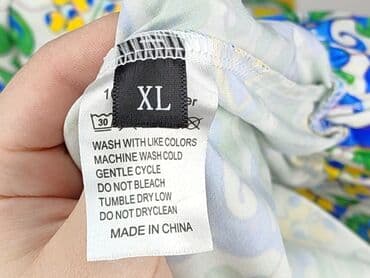 XL
30
WASH WITH LIKE COLORS
MACHINE WASH COLD
GENTLE CYCLE
DO NOT BLEACH
TUMBLE DRY LOW
DO NOT DRYCLEAN
MADE IN CHINA